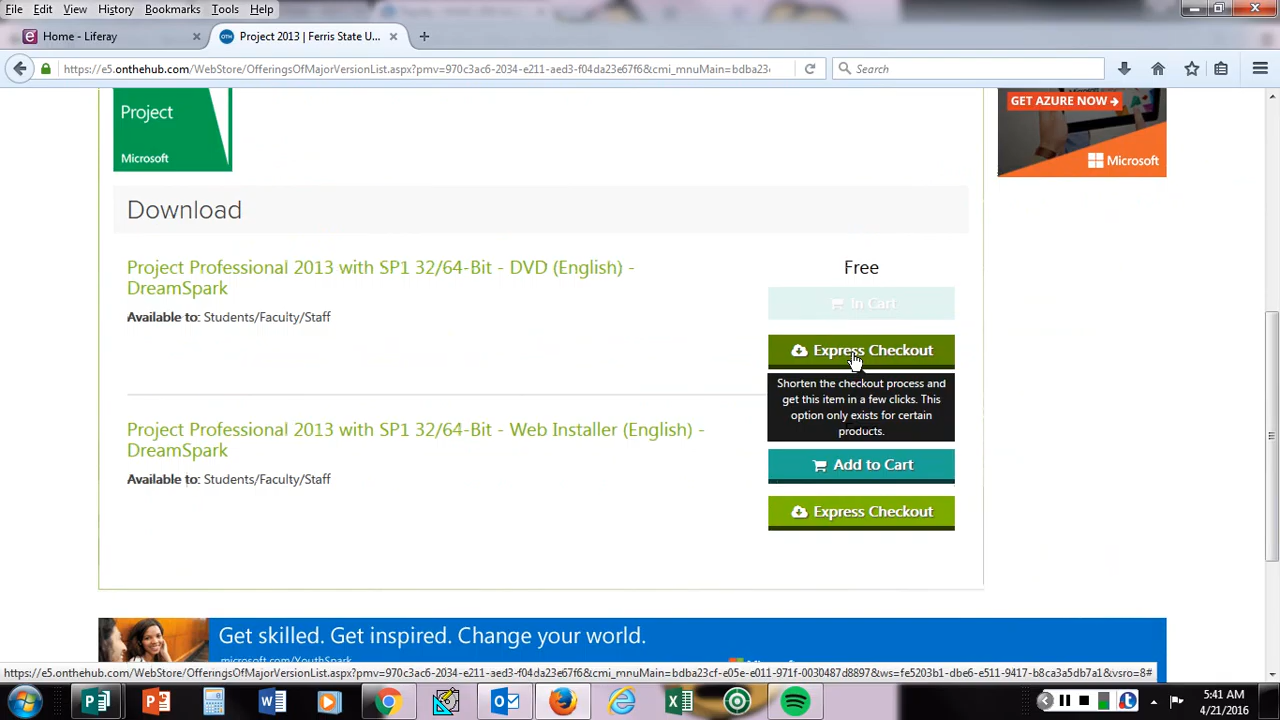 File Edit View History Bookmarks Tools Help
Home - Liferay
Project 2013 | Ferris State U...
https://e5.onthehub.com/WebStore/OfferingsOfMajorVersionList.aspx?pmv=970c3ac6-2034-e211-aed3-f04da23e67f6&cmi_mnuMain=bdba23
Search
Project
Microsoft
GET AZURE NOW
Microsoft
Download
Project Professional 2013 with SP1 32/64-Bit - DVD (English) -
DreamSpark
Available to: Students/Faculty/Staff
Free
In Cart
Express Checkout
Shorten the checkout process and
get this item in a few clicks. This
option only exists for certain
products.
Project Professional 2013 with SP1 32/64-Bit - Web Installer (English) -
DreamSpark
Available to: Students/Faculty/Staff
Add to Cart
Express Checkout
Get skilled. Get inspired. Change your world.
microsoft.com/YouthSpark
https://e5.onthehub.com/WebStore/OfferingsOfMajorVersionList.aspx?pmv=970c3ac6-2034-e211-aed3-f04da23e67f6&cmi_mnuMain=bdba23cf-e05e-e011-971f-0030487d8897&ws=fe5203b1-dbe6-e511-9417-b8ca3a5db7a1&vsro=8#
5:41 AM
4/21/2016